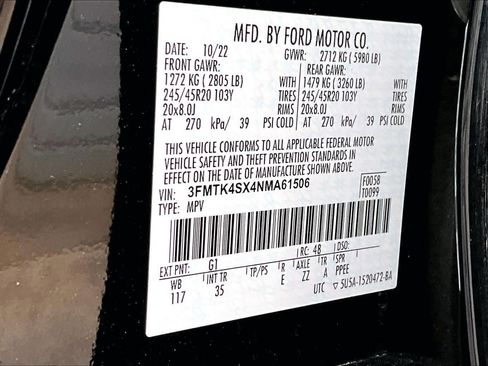 MFD. BY FORD MOTOR CO.
DATE: 10/22 GVWR: 2712 KG ( 5980 LB)
FRONT GAWR: REAR GAWR:
1272 KG ( 2805 LB) WITH 1479 KG ( 3260 LB) WITH
245/45R20 103Y TIRES 245/45R20 103Y TIRES
20x8.0J RIMS 20x8.0J RIMS
AT 270 kPa/ 39 PSI COLD AT 270 kPa/ 39 PSI COLD
THIS VEHICLE CONFORMS TO ALL APPLICABLE FEDERAL MOTOR
VEHICLE SAFETY AND THEFT PREVENTION STANDARDS IN
EFFECT ON THE DATE OF MANUFACTURE SHOWN ABOVE.
VIN: 3FMTK4SX4NMA61506 F0058
TYPE: MPV T0099
EXT PNT: G1 RC: 4B DSO:
WB INT TR TP/PS R AXLE TR SPR
117 35 E ZZ A PPEE
UTC ▽ 5U5A-1520472-BA